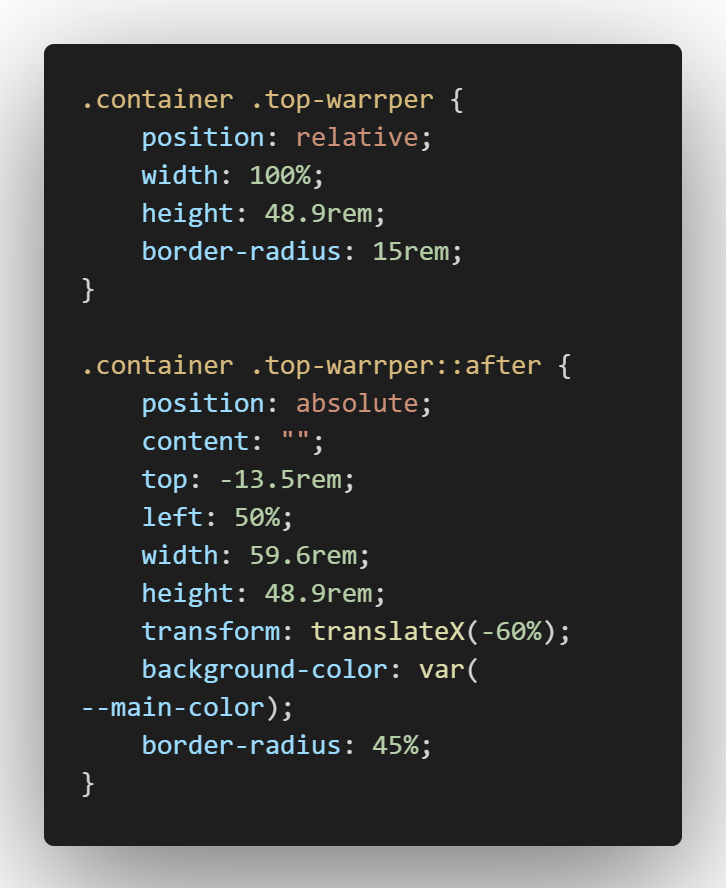 .container .top-warrper {
    position: relative;
    width: 100%;
    height: 48.9rem;
    border-radius: 15rem;
}

.container .top-warrper::after {
    position: absolute;
    content: "";
    top: -13.5rem;
    left: 50%;
    width: 59.6rem;
    height: 48.9rem;
    transform: translateX(-60%);
    background-color: var(
--main-color);
    border-radius: 45%;
}